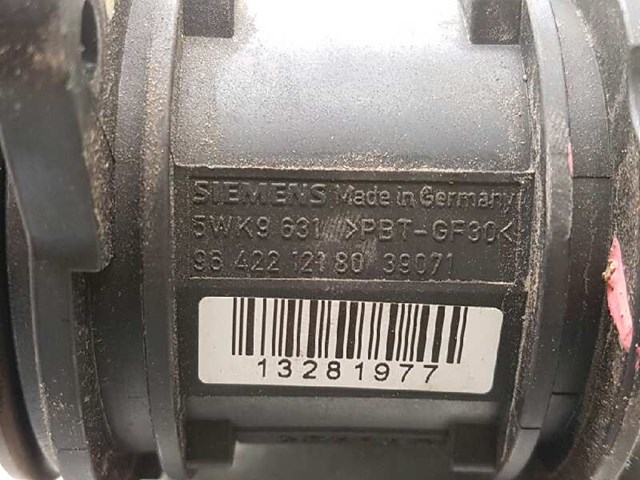 SIEMENS Made in Germany
5WK9 631 >PBT-GF30<
96 422 121 80 39071
13281977